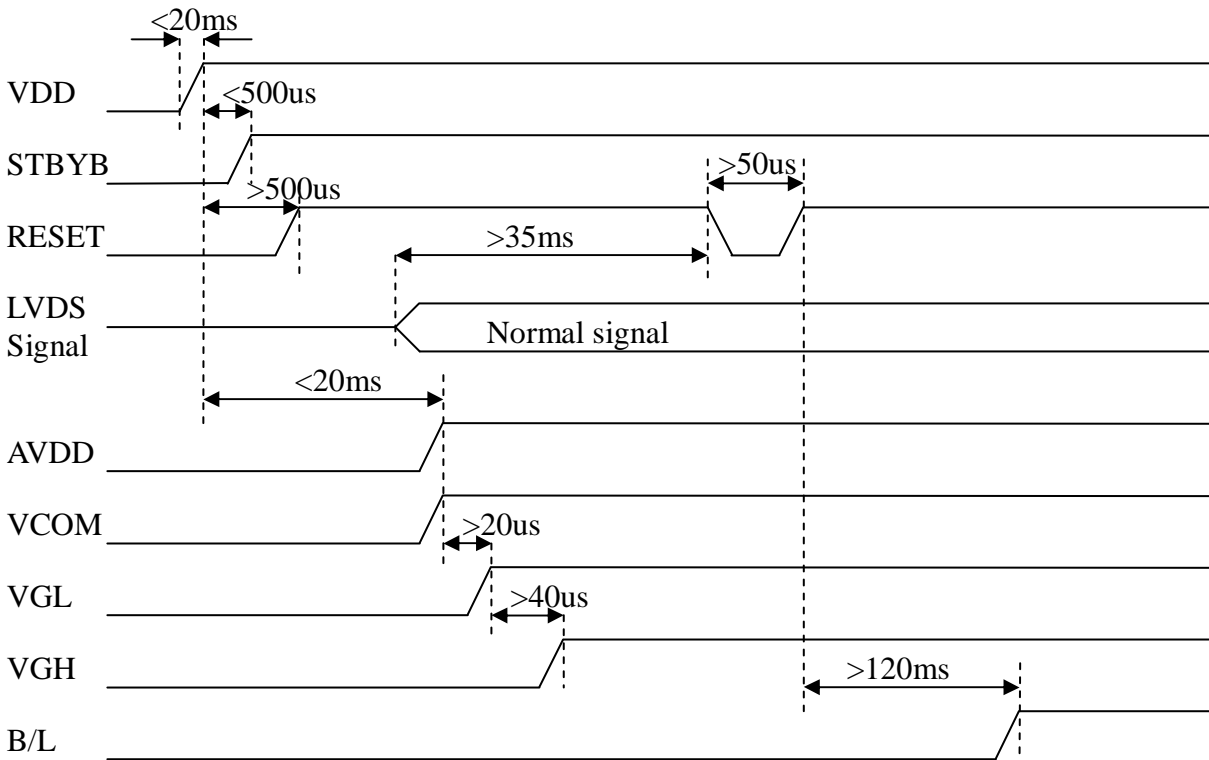 <20ms
VDD
<500us
STBYB
>50us
>500us
RESET
>35ms
LVDS
Signal
Normal signal
<20ms
AVDD
VCOM
>20us
VGL
>40us
VGH
>120ms
B/L